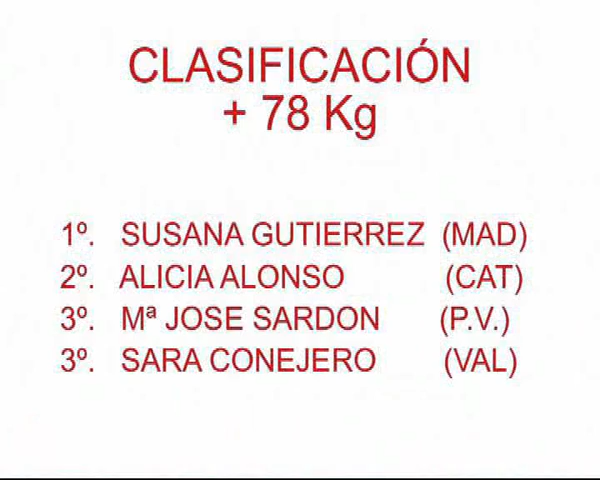 CLASIFICACIÓN
+ 78 Kg
1º. SUSANA GUTIERREZ (MAD)
2º. ALICIA ALONSO (CAT)
3º. Mª JOSE SARDON (P.V.)
3º. SARA CONEJERO (VAL)